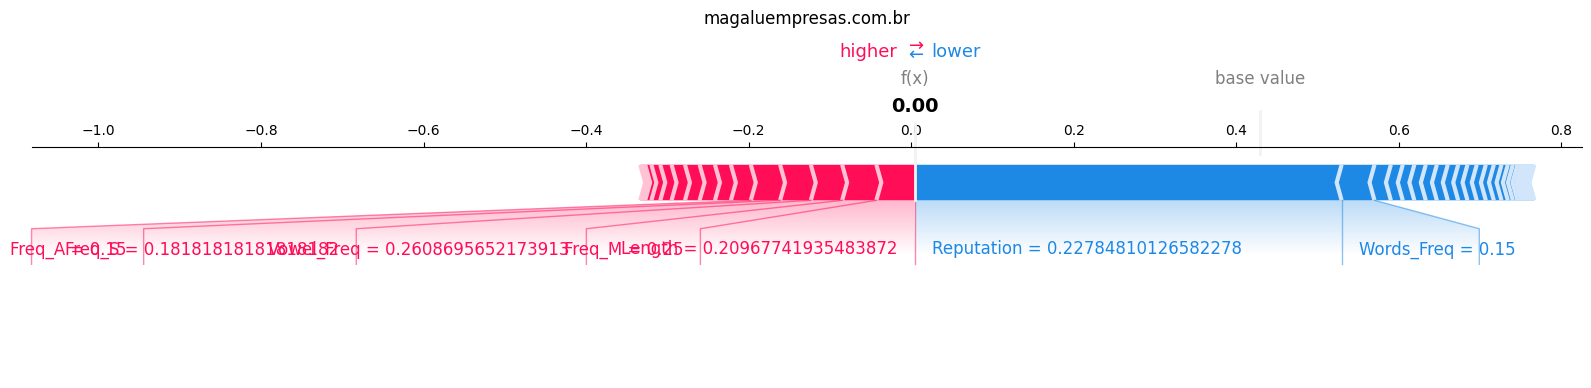 magaluempresas.com.br
higher → ← lower
f(x) base value
0.00
−1.0 −0.8 −0.6 −0.4 −0.2 0.0 0.2 0.4 0.6 0.8
Freq_A = 0.15 Freq_S = 0.18181818181818182 Vowel_Freq = 0.2608695652173913 Freq_M = 0.25 Length = 0.20967741935483872 Reputation = 0.22784810126582278 Words_Freq = 0.15